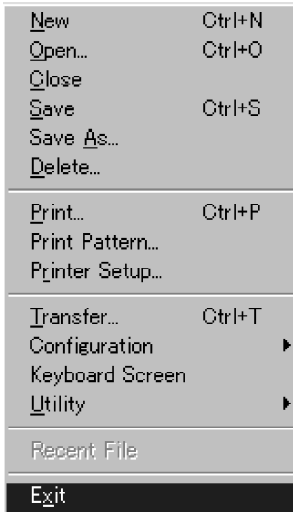 New Ctrl+N
Open... Ctrl+O
Close
Save Ctrl+S
Save As...
Delete...
Print... Ctrl+P
Print Pattern...
Printer Setup...
Transfer... Ctrl+T
Configuration
Keyboard Screen
Utility
Recent File
Exit